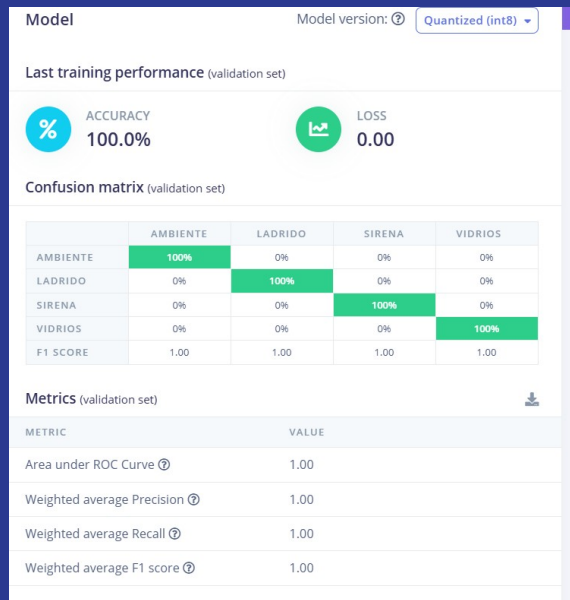 Model Model version: Quantized (int8)
Last training performance (validation set)
% ACCURACY LOSS
100.0% 0.00
Confusion matrix (validation set)
AMBIENTE LADRIDO SIRENA VIDRIOS
AMBIENTE 100% 0% 0% 0%
LADRIDO 0% 100% 0% 0%
SIRENA 0% 0% 100% 0%
VIDRIOS 0% 0% 0% 100%
F1 SCORE 1.00 1.00 1.00 1.00
Metrics (validation set)
METRIC VALUE
Area under ROC Curve ? 1.00
Weighted average Precision ? 1.00
Weighted average Recall ? 1.00
Weighted average F1 score ? 1.00